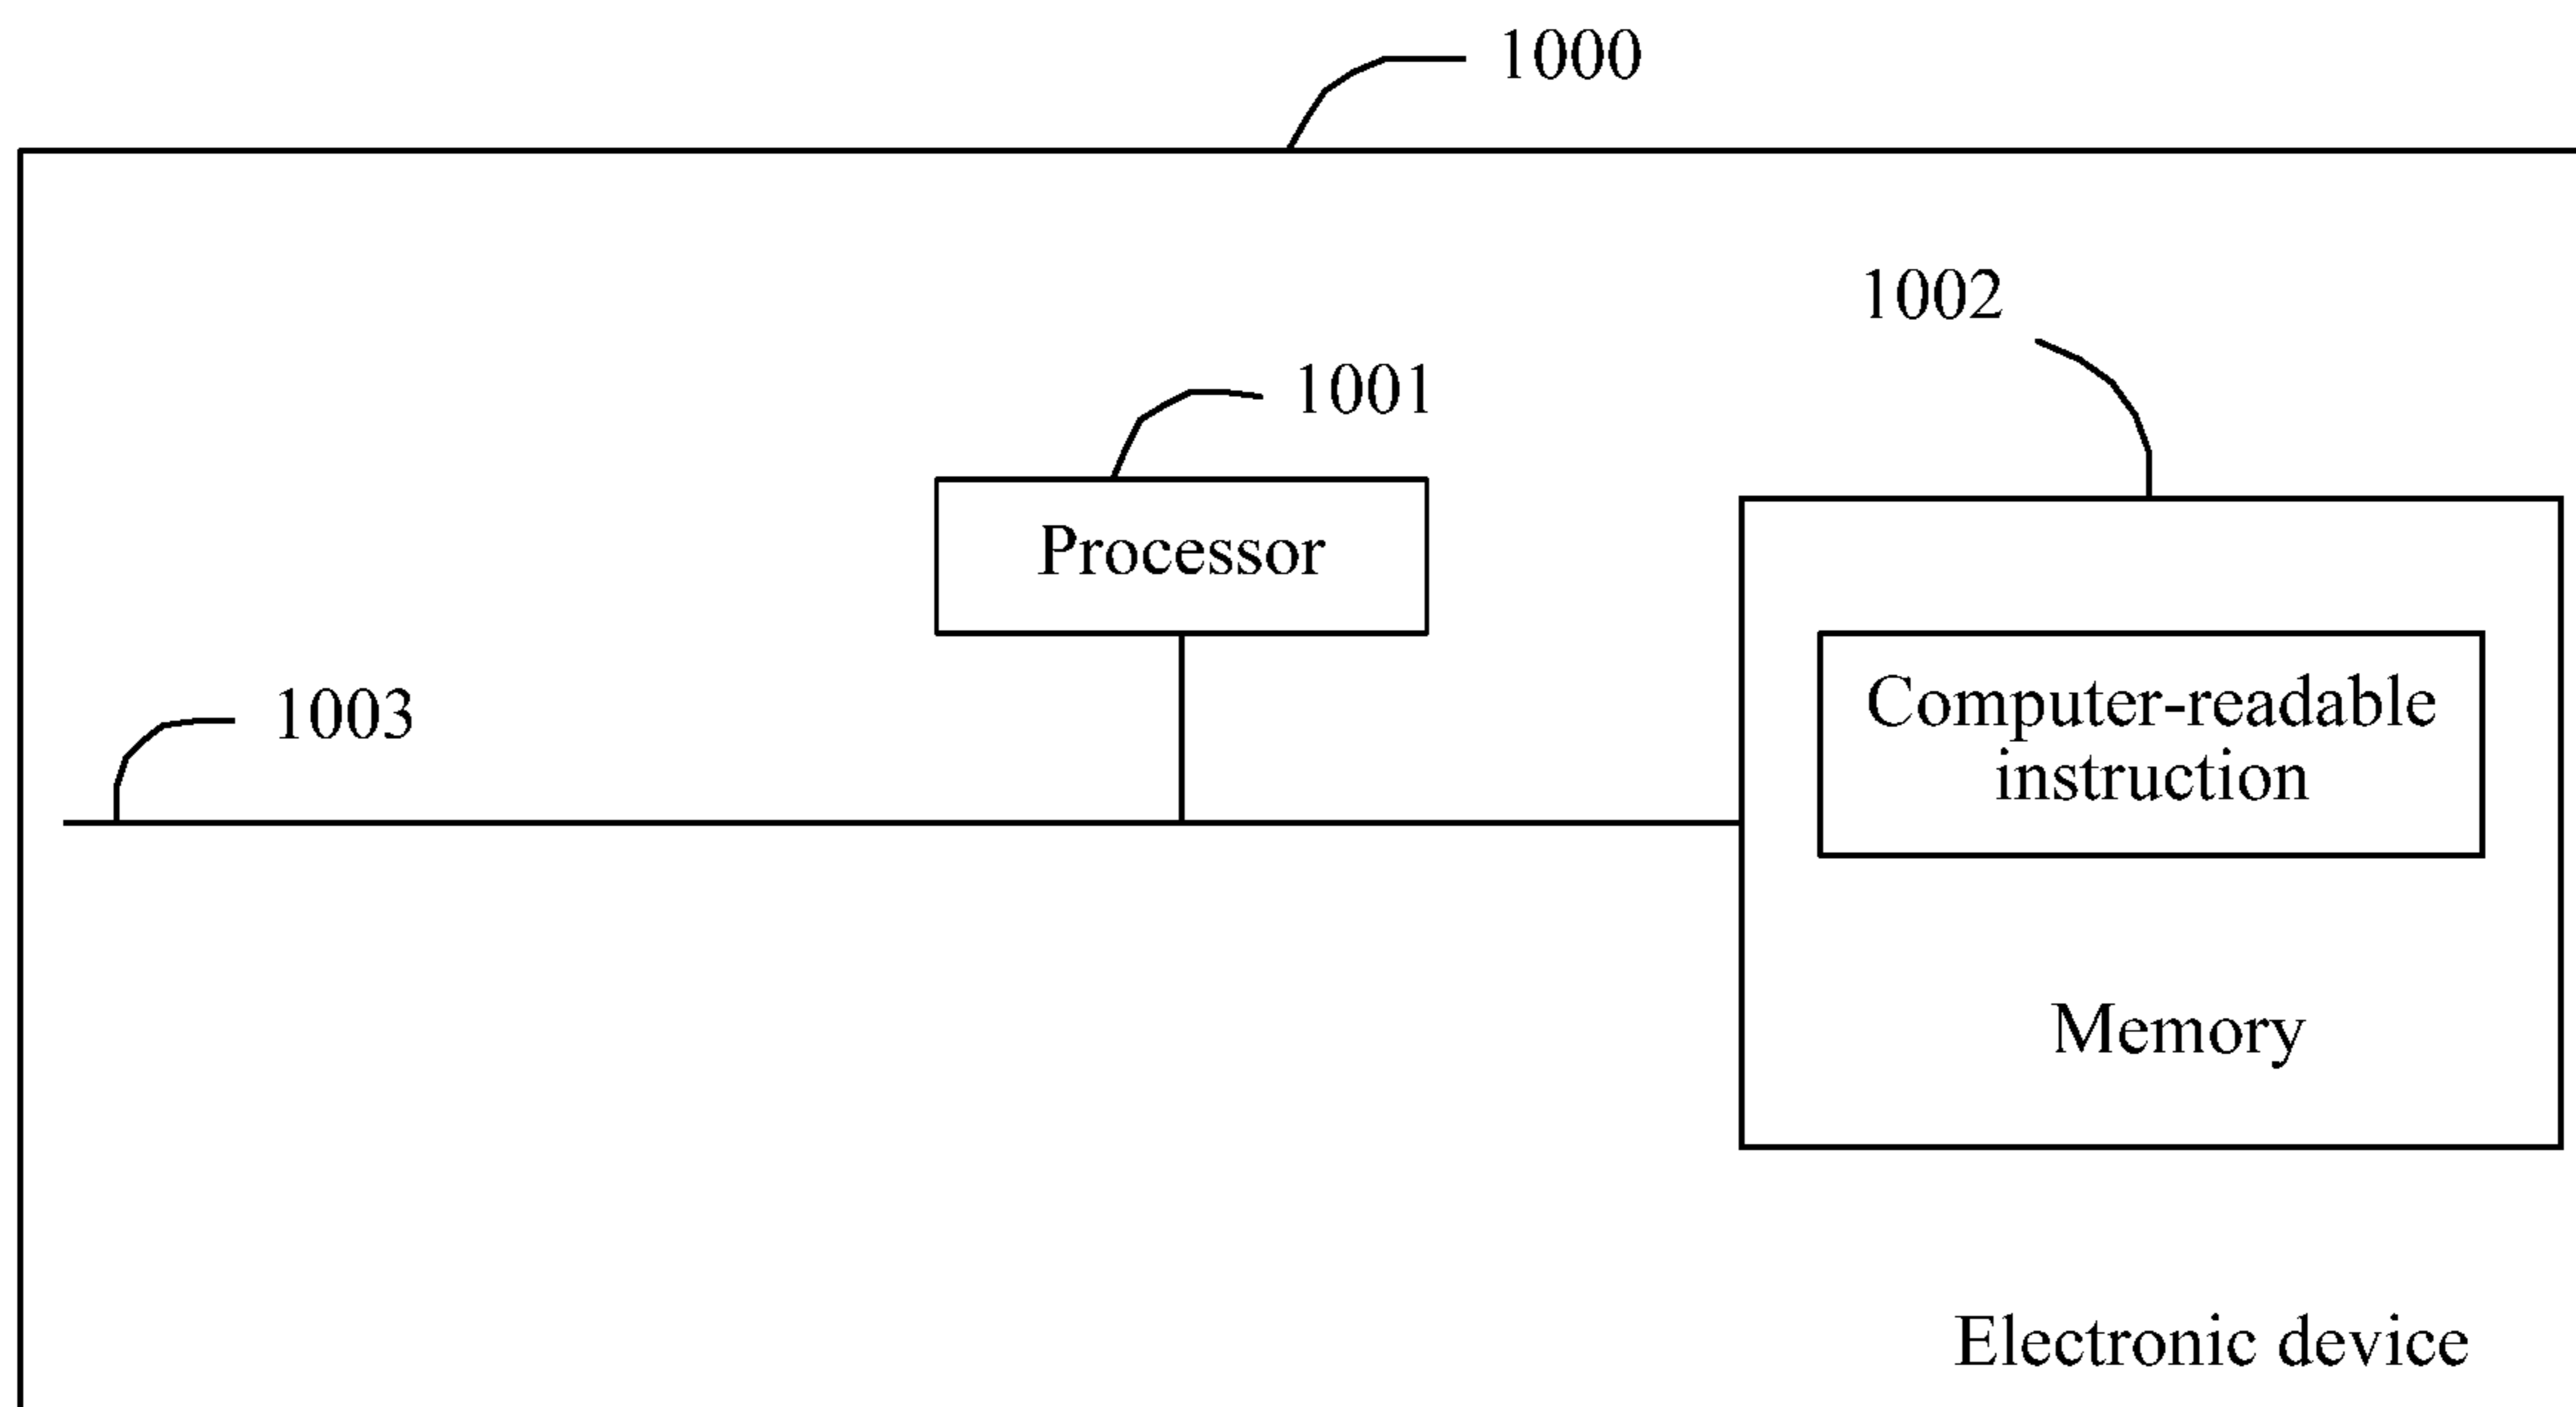 1000
1002
1001
Processor
1003
Computer-readable
instruction
Memory
Electronic device